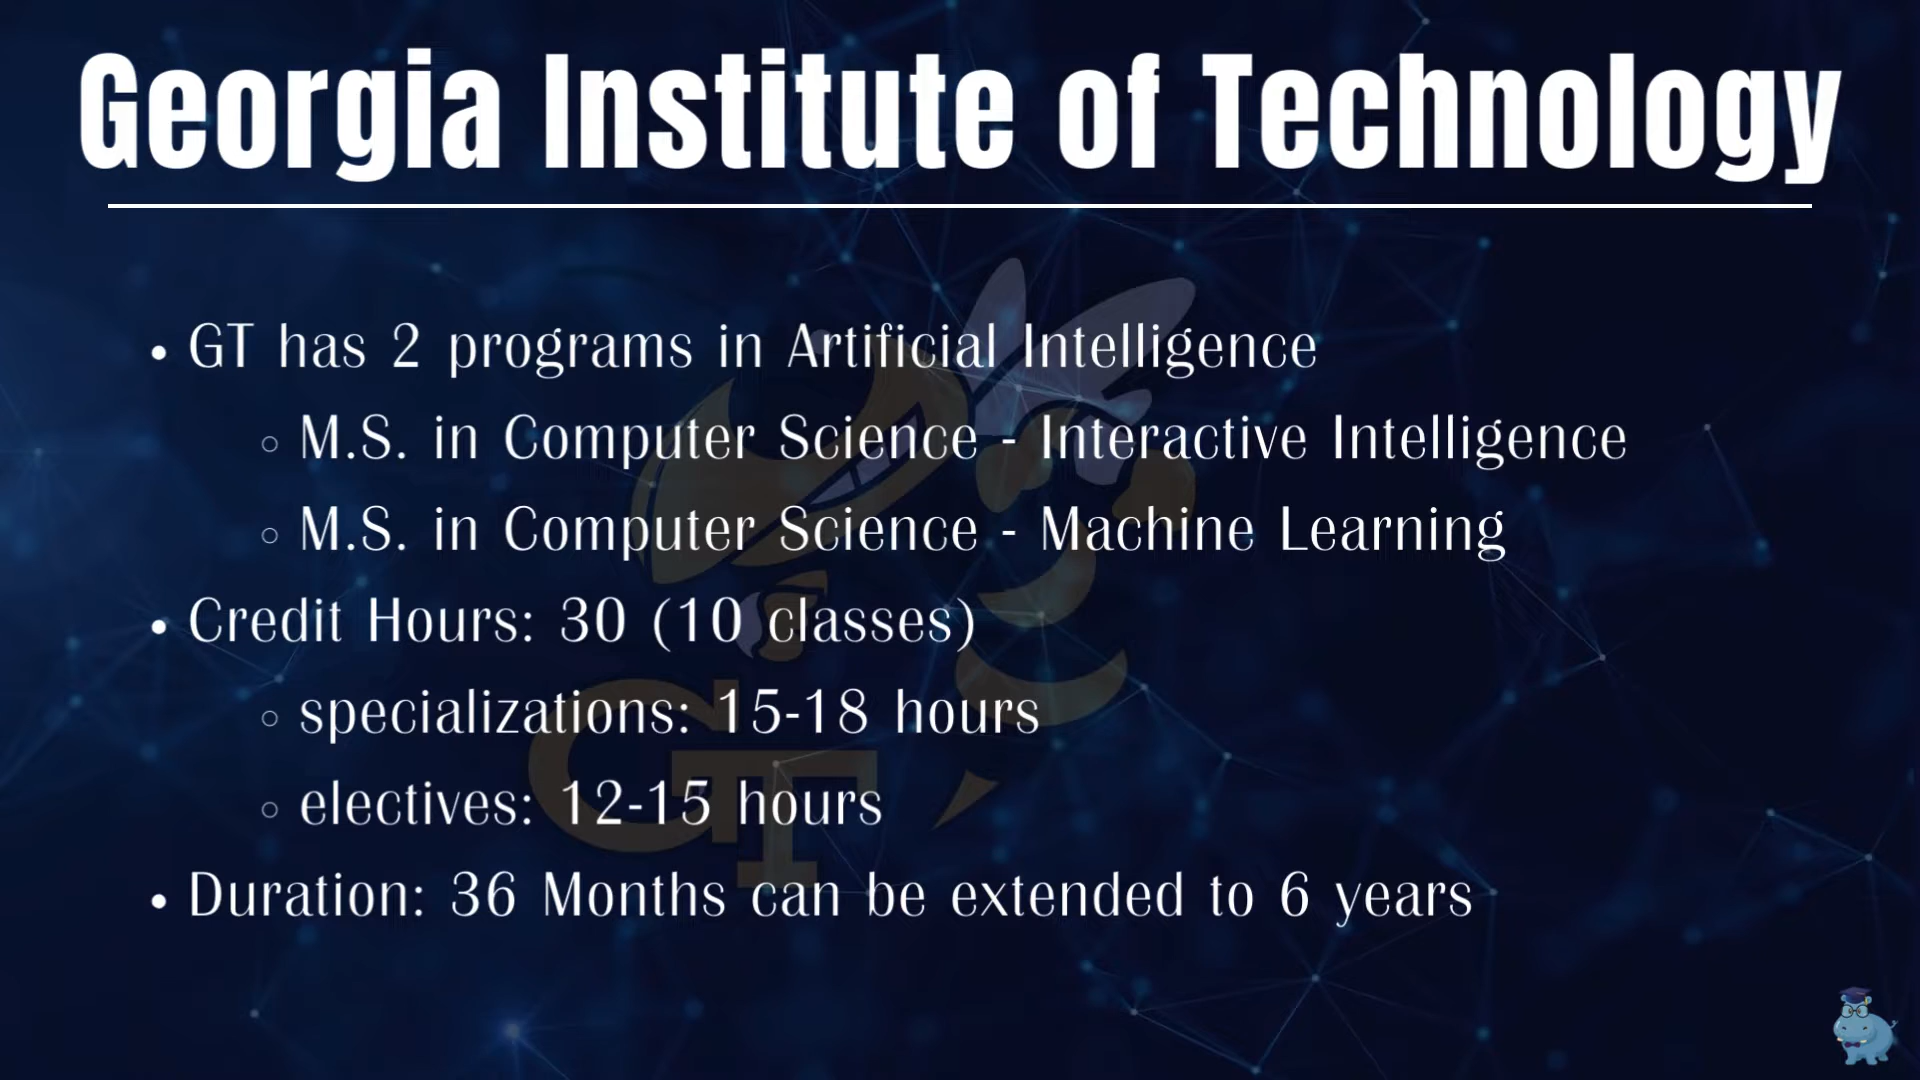 Georgia Institute of Technology
• GT has 2 programs in Artificial Intelligence
◦ M.S. in Computer Science - Interactive Intelligence
◦ M.S. in Computer Science - Machine Learning
• Credit Hours: 30 (10 classes)
◦ specializations: 15-18 hours
◦ electives: 12-15 hours
• Duration: 36 Months can be extended to 6 years
GT